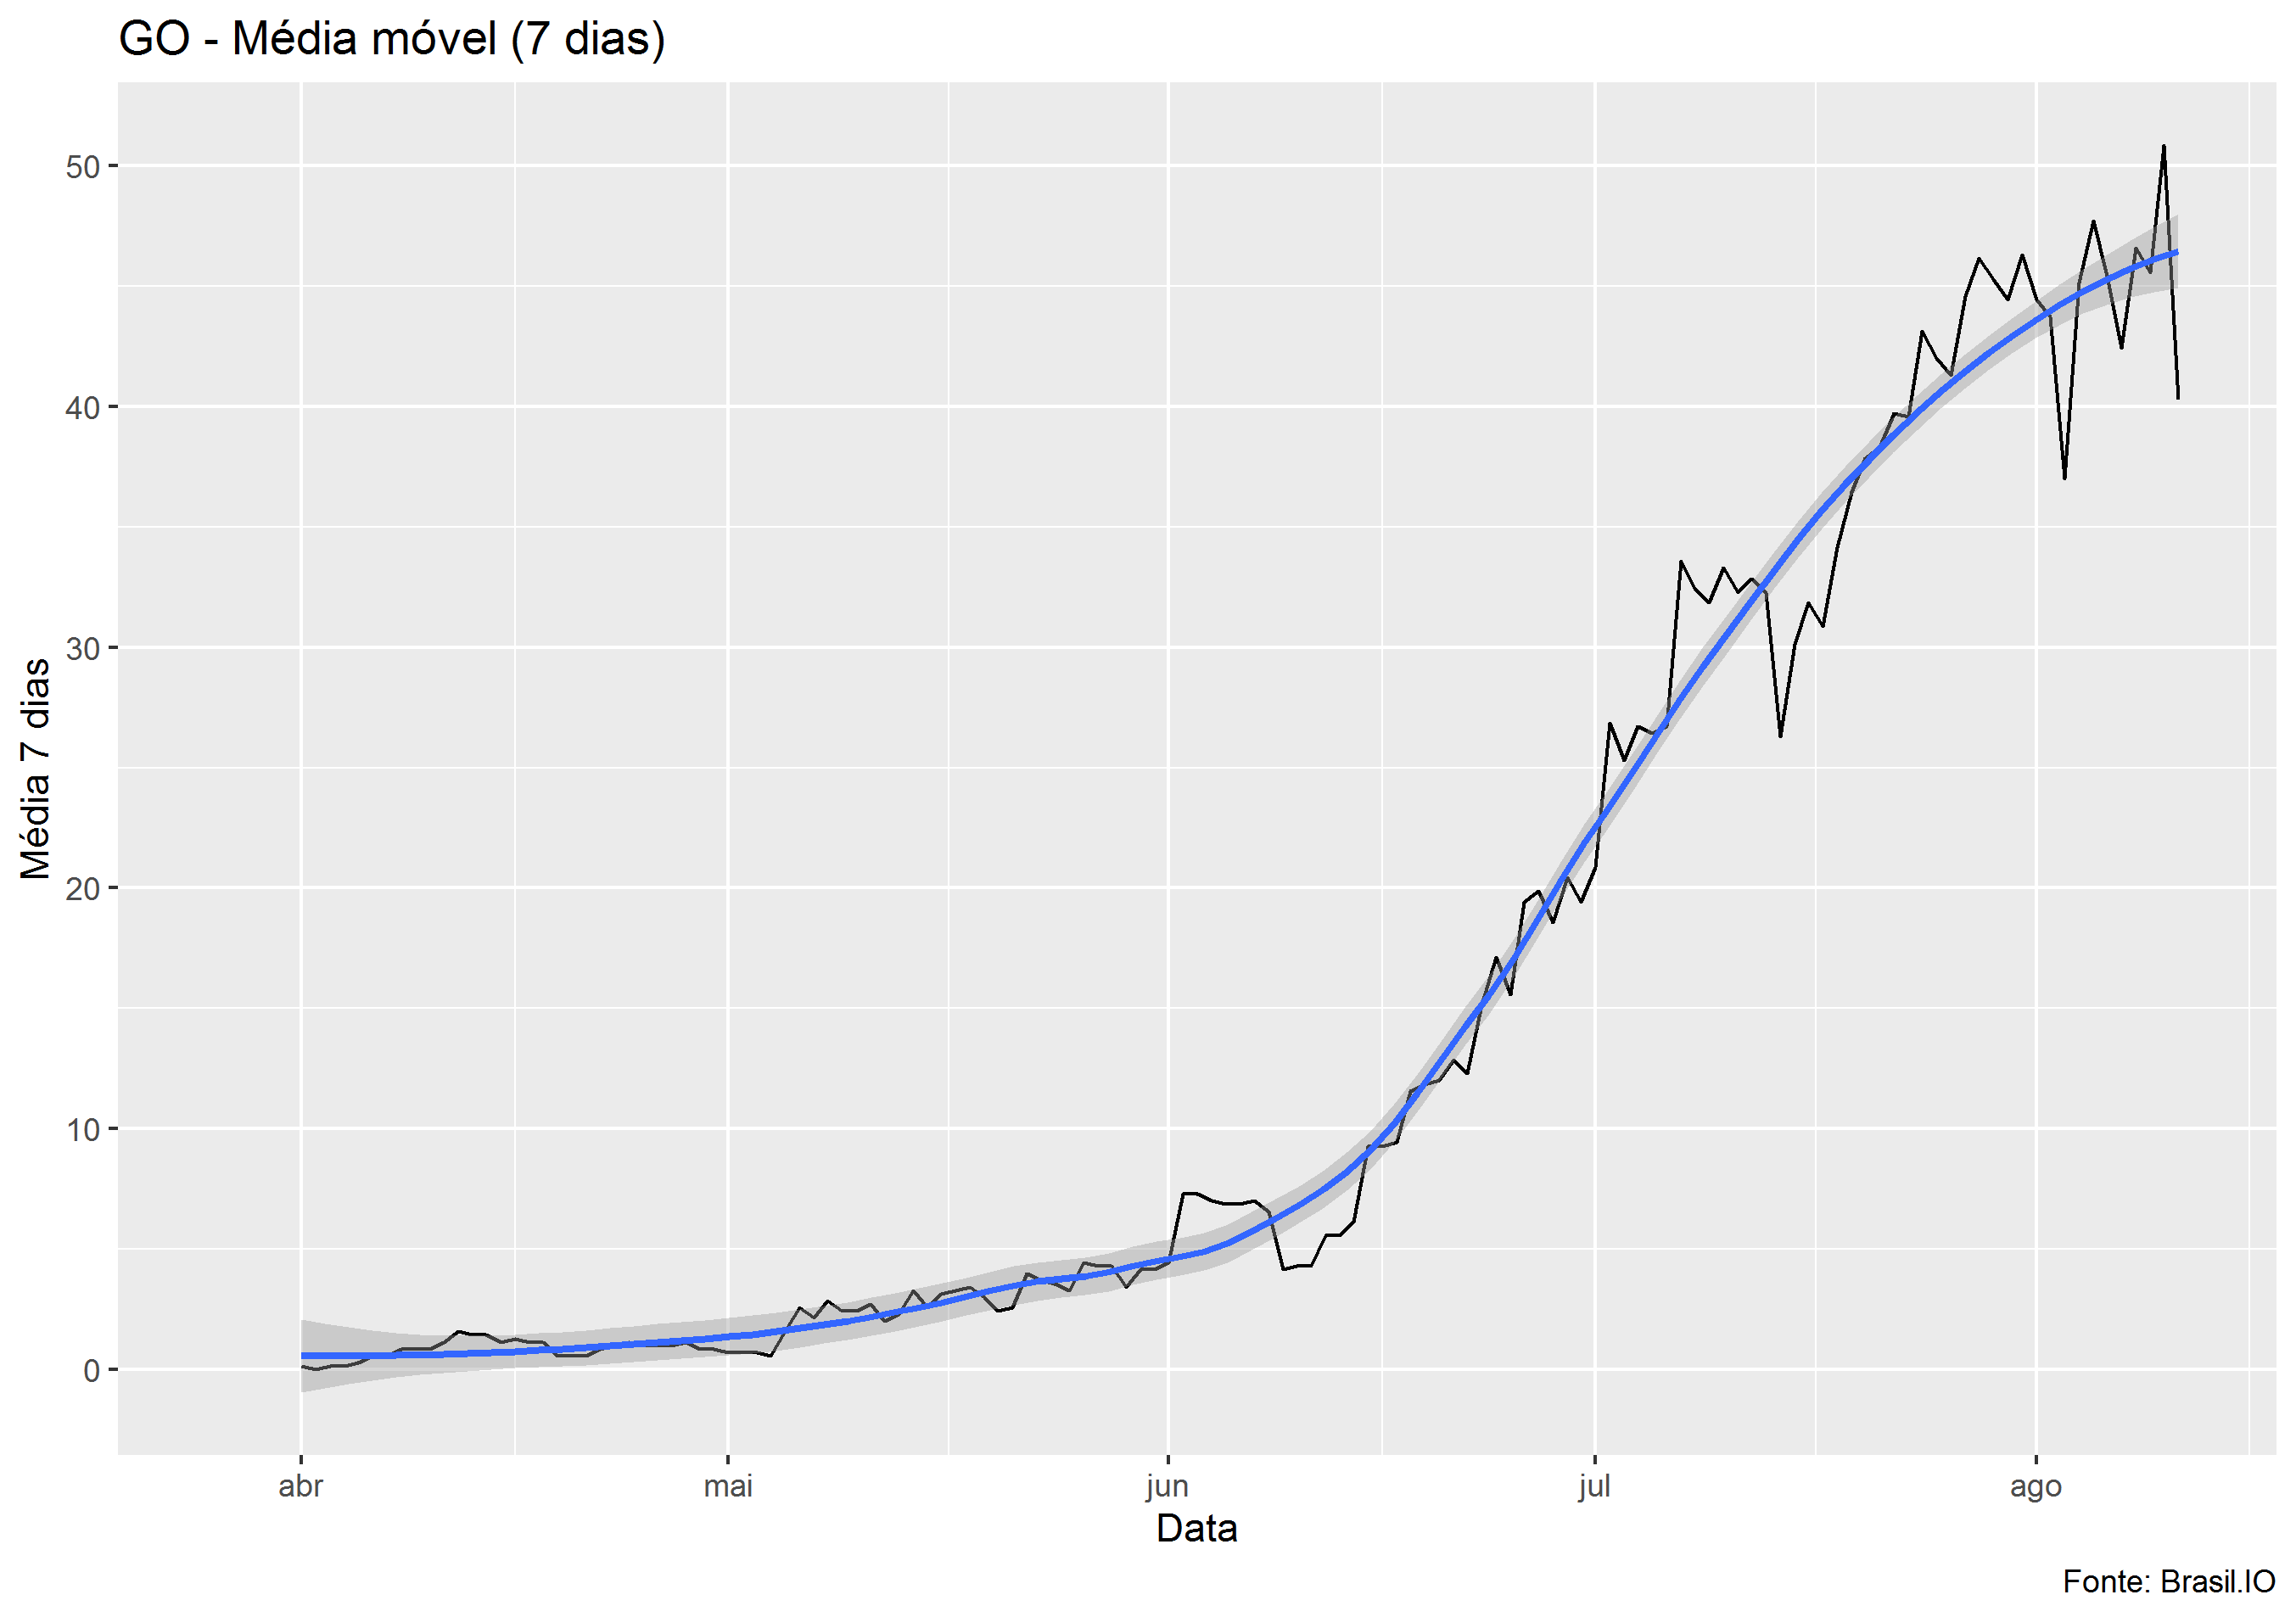 GO - Média móvel (7 dias)
Média 7 dias
50
40
30
20
10
0
abr mai jun jul ago
Data
Fonte: Brasil.IO